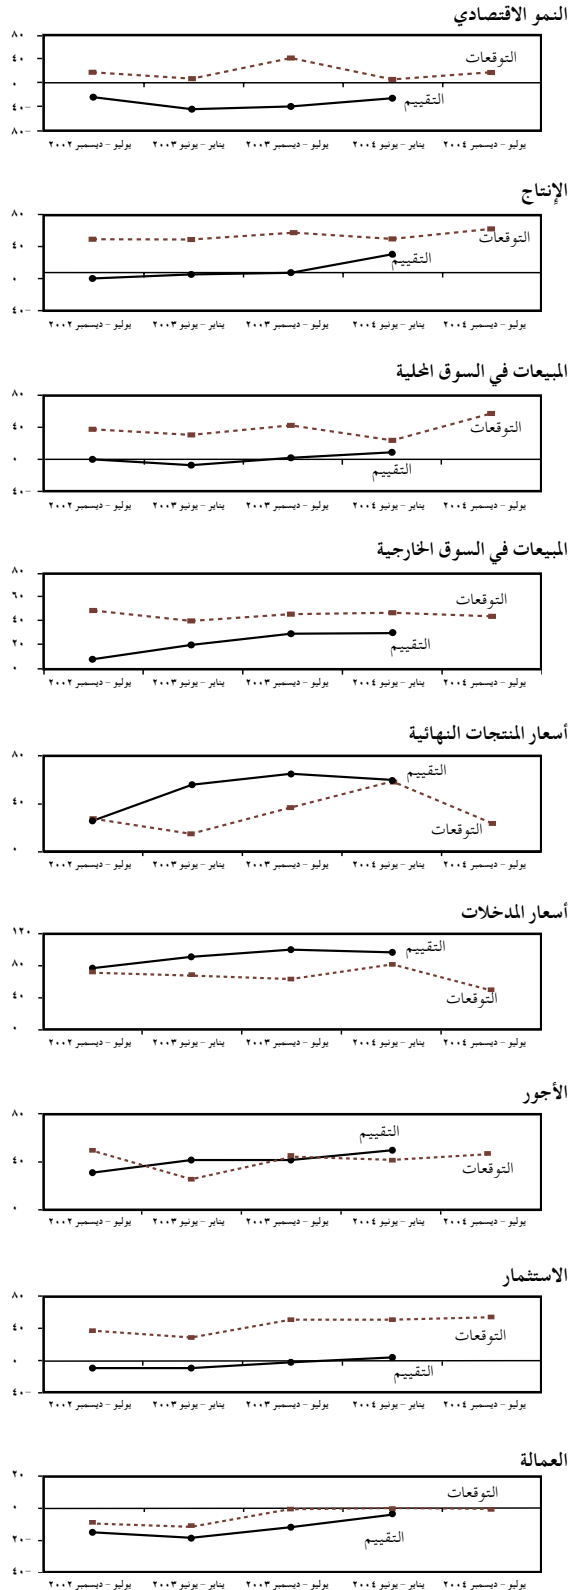 النمو الاقتصادي
٨٠
٤٠
التوقعات
٠
التقييم
٤٠–
٨٠–
يوليو – ديسمبر ٢٠٠٢ يناير – يونيو ٢٠٠٣ يوليو – ديسمبر ٢٠٠٣ يناير – يونيو ٢٠٠٤ يوليو – ديسمبر ٢٠٠٤
الإنتاج
٨٠
التوقعات
٤٠
التقييم
٠
٤٠–
يوليو – ديسمبر ٢٠٠٢ يناير – يونيو ٢٠٠٣ يوليو – ديسمبر ٢٠٠٣ يناير – يونيو ٢٠٠٤ يوليو – ديسمبر ٢٠٠٤
المبيعات في السوق المحلية
٨٠
٤٠
التوقعات
٠
التقييم
٤٠–
يوليو – ديسمبر ٢٠٠٢ يناير – يونيو ٢٠٠٣ يوليو – ديسمبر ٢٠٠٣ يناير – يونيو ٢٠٠٤ يوليو – ديسمبر ٢٠٠٤
المبيعات في السوق الخارجية
٨٠
٦٠
التوقعات
٤٠
٢٠
التقييم
٠
يوليو – ديسمبر ٢٠٠٢ يناير – يونيو ٢٠٠٣ يوليو – ديسمبر ٢٠٠٣ يناير – يونيو ٢٠٠٤ يوليو – ديسمبر ٢٠٠٤
أسعار المنتجات النهائية
٨٠
التقييم
٤٠
التوقعات
٠
يوليو – ديسمبر ٢٠٠٢ يناير – يونيو ٢٠٠٣ يوليو – ديسمبر ٢٠٠٣ يناير – يونيو ٢٠٠٤ يوليو – ديسمبر ٢٠٠٤
أسعار المدخلات
١٢٠
التقييم
٨٠
٤٠
التوقعات
٠
يوليو – ديسمبر ٢٠٠٢ يناير – يونيو ٢٠٠٣ يوليو – ديسمبر ٢٠٠٣ يناير – يونيو ٢٠٠٤ يوليو – ديسمبر ٢٠٠٤
الأجور
٨٠
التقييم
٤٠
التوقعات
٠
يوليو – ديسمبر ٢٠٠٢ يناير – يونيو ٢٠٠٣ يوليو – ديسمبر ٢٠٠٣ يناير – يونيو ٢٠٠٤ يوليو – ديسمبر ٢٠٠٤
الاستثمار
٨٠
٤٠
التوقعات
٠
التقييم
٤٠–
يوليو – ديسمبر ٢٠٠٢ يناير – يونيو ٢٠٠٣ يوليو – ديسمبر ٢٠٠٣ يناير – يونيو ٢٠٠٤ يوليو – ديسمبر ٢٠٠٤
العمالة
٢٠
التوقعات
٠
التقييم
٢٠–
٤٠–
يوليو – ديسمبر ٢٠٠٢ يناير – يونيو ٢٠٠٣ يوليو – ديسمبر ٢٠٠٣ يناير – يونيو ٢٠٠٤ يوليو – ديسمبر ٢٠٠٤